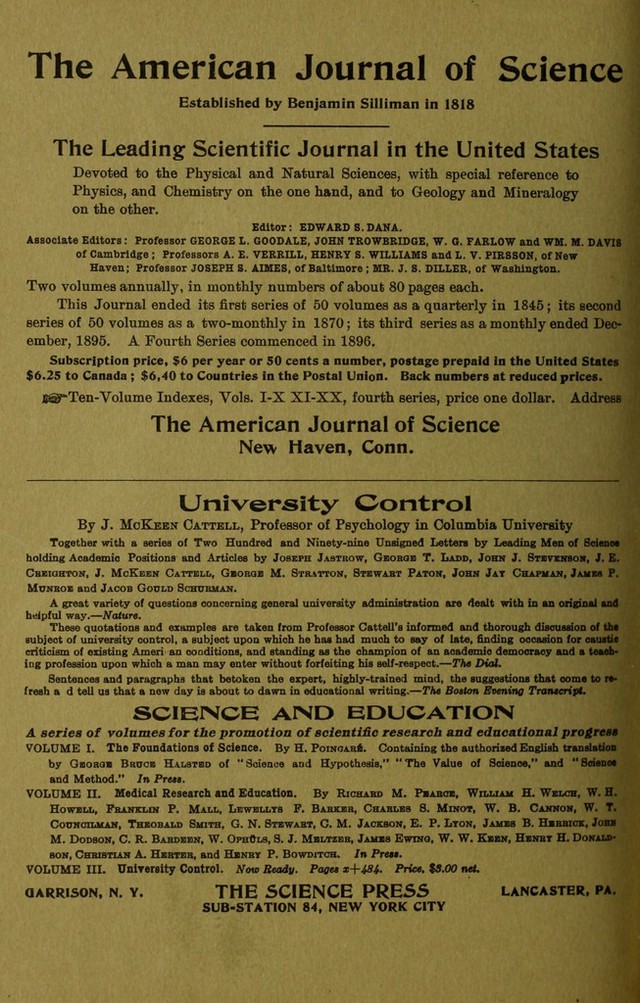 The American Journal of Science
Established by Benjamin Silliman in 1818
The Leading Scientific Journal in the United States
Devoted to the Physical and Natural Sciences, with special reference to
Physics, and Chemistry on the one hand, and to Geology and Mineralogy
on the other.
Editor: EDWARD S. DANA.
Associate Editors: Professor GEORGE L. GOODALE, JOHN TROWBRIDGE, W. G. FARLOW and WM. M. DAVIS
of Cambridge; Professors A. E. VERRILL, HENRY S. WILLIAMS and L. V. PIRSSON, of New
Haven; Professor JOSEPH S. AIMES, of Baltimore; MR. J. S. DILLER, of Washington.
Two volumes annually, in monthly numbers of about 80 pages each.
This Journal ended its first series of 50 volumes as a quarterly in 1845; its second
series of 50 volumes as a two-monthly in 1870; its third series as a monthly ended Dec-
ember, 1895. A Fourth Series commenced in 1896.
Subscription price, $6 per year or 50 cents a number, postage prepaid in the United States
$6.25 to Canada; $6,40 to Countries in the Postal Union. Back numbers at reduced prices.
☞Ten-Volume Indexes, Vols. I-X XI-XX, fourth series, price one dollar. Address
The American Journal of Science
New Haven, Conn.
University Control
By J. McKEEN CATTELL, Professor of Psychology in Columbia University
Together with a series of Two Hundred and Ninety-nine Unsigned Letters by Leading Men of Science
holding Academic Positions and Articles by JOSEPH JASTROW, GEORGE T. LADD, JOHN J. STEVENSON, J. E.
CREIGHTON, J. McKEEN CATTELL, GEORGE M. STRATTON, STEWART PATON, JOHN JAY CHAPMAN, JAMES P.
MUNROE and JACOB GOULD SCHURMAN.
A great variety of questions concerning general university administration are dealt with in an original and
helpful way.—Nature.
These quotations and examples are taken from Professor Cattell's informed and thorough discussion of the
subject of university control, a subject upon which he has had much to say of late, finding occasion for caustic
criticism of existing Ameri an conditions, and standing as the champion of an academic democracy and a teach-
ing profession upon which a man may enter without forfeiting his self-respect.—The Dial.
Sentences and paragraphs that betoken the expert, highly-trained mind, the suggestions that come to re-
fresh a d tell us that a new day is about to dawn in educational writing.—The Boston Evening Transcript.
SCIENCE AND EDUCATION
A series of volumes for the promotion of scientific research and educational progress
VOLUME I. The Foundations of Science. By H. POINCARÉ. Containing the authorized English translation
by GEORGE BRUCE HALSTED of "Science and Hypothesis," "The Value of Science," and "Science
and Method." In Press.
VOLUME II. Medical Research and Education. By RICHARD M. PEARCE, WILLIAM H. WELCH, W. H.
HOWELL, FRANKLIN P. MALL, LEWELLYS F. BARKER, CHARLES S. MINOT, W. B. CANNON, W. T.
COUNCILMAN, THEOBALD SMITH, G. N. STEWART, C. M. JACKSON, E. P. LYON, JAMES B. HERRICK, JOHN
M. DODSON, C. R. BARDEEN, W. OPHÜLS, S. J. MELTZER, JAMES EWING, W. W. KEEN, HENRY H. DONALD-
SON, CHRISTIAN A. HERTER, and HENRY P. BOWDITCH. In Press.
VOLUME III. University Control. Now Ready. Pages x+484. Price, $3.00 net.
GARRISON, N. Y. THE SCIENCE PRESS LANCASTER, PA.
SUB-STATION 84, NEW YORK CITY